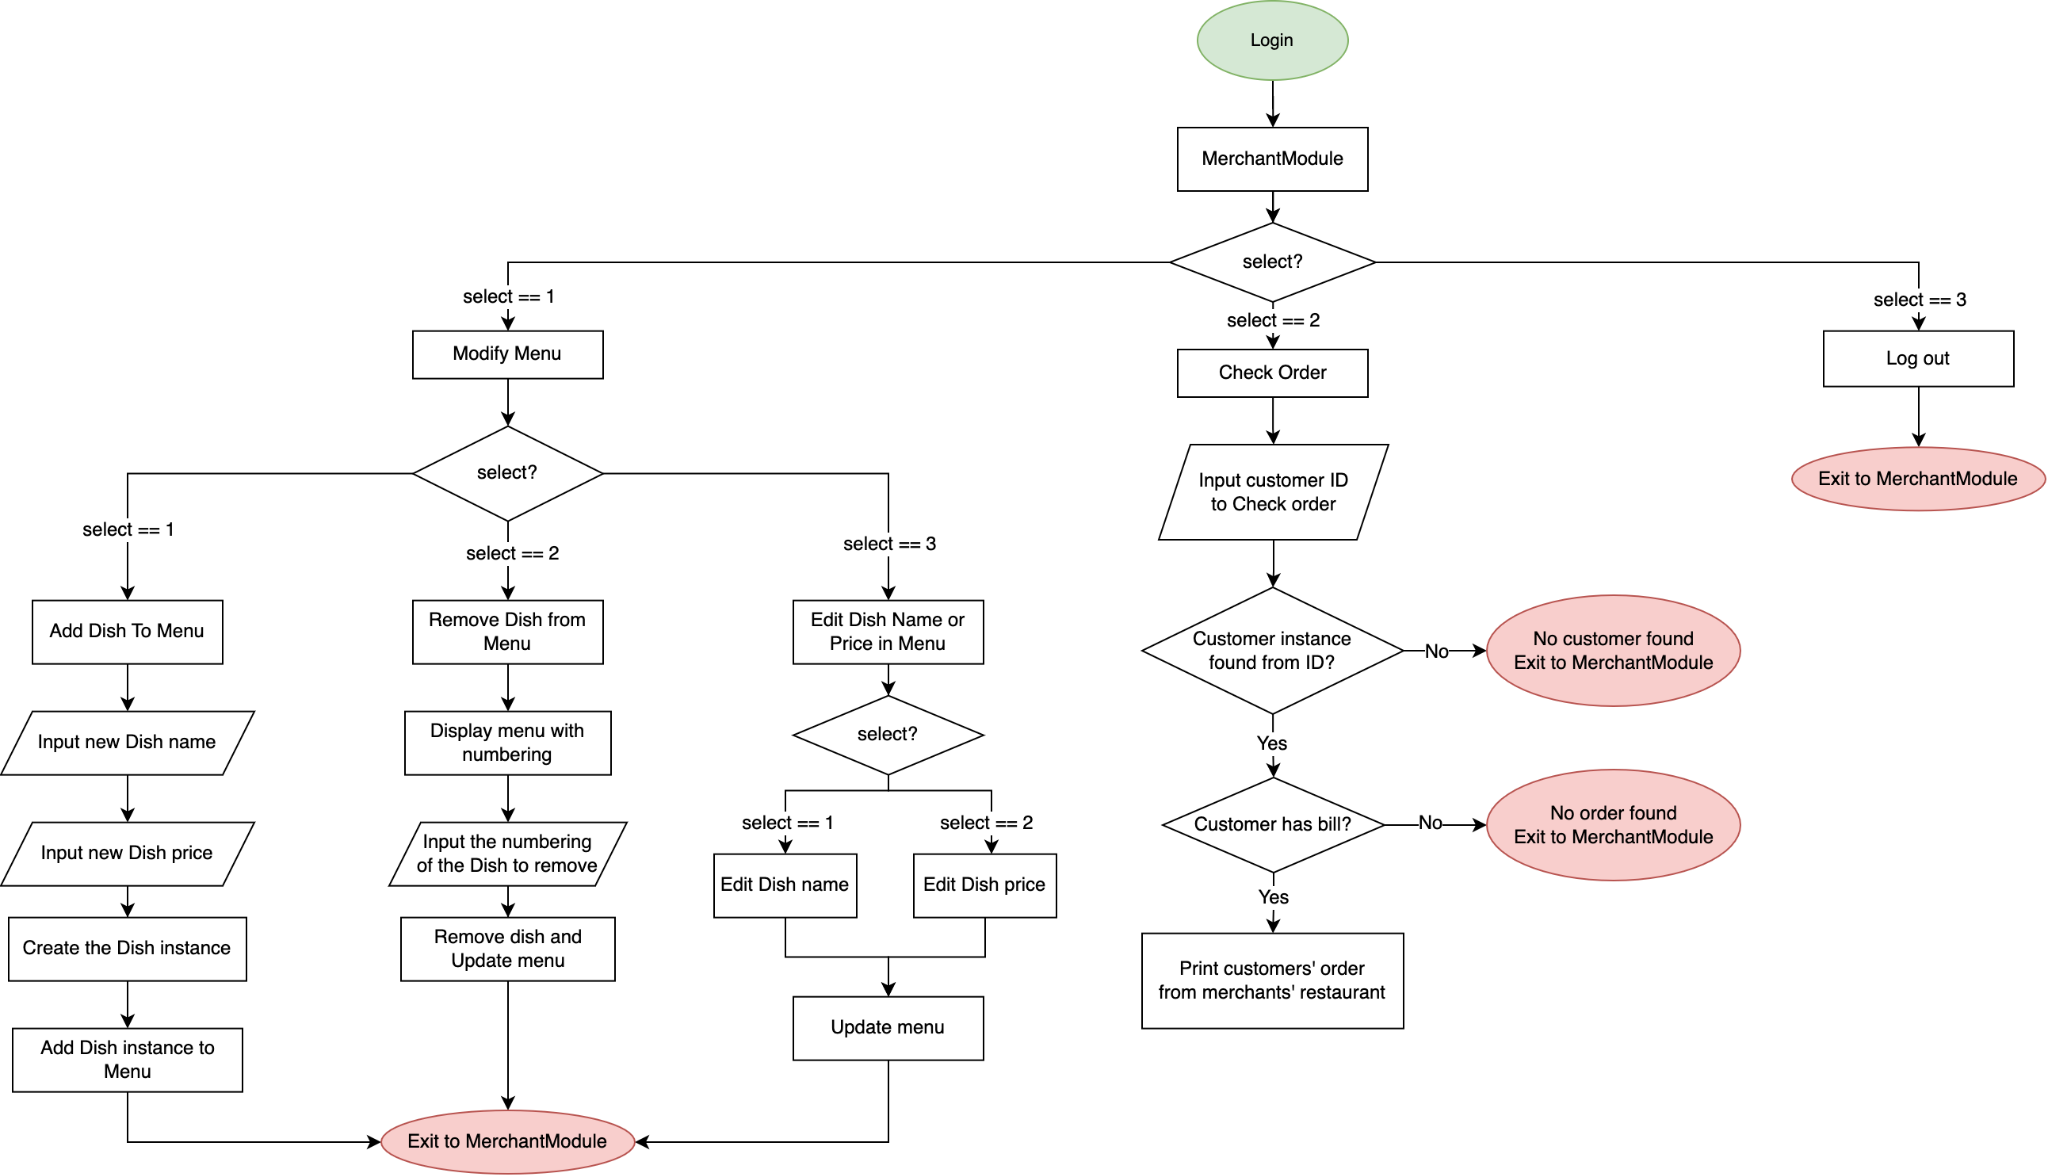 Login
MerchantModule
select?
select == 1
select == 2
select == 3
Modify Menu
Check Order
Log out
select?
Input customer ID
to Check order
Exit to MerchantModule
select == 1
select == 2
select == 3
Add Dish To Menu
Remove Dish from
Menu
Edit Dish Name or
Price in Menu
Customer instance
found from ID?
No
No customer found
Exit to MerchantModule
Input new Dish name
Display menu with
numbering
select?
Yes
select == 1
select == 2
Customer has bill?
No
No order found
Exit to MerchantModule
Input new Dish price
Input the numbering
of the Dish to remove
Edit Dish name
Edit Dish price
Yes
Create the Dish instance
Remove dish and
Update menu
Print customers' order
from merchants' restaurant
Update menu
Add Dish instance to
Menu
Exit to MerchantModule